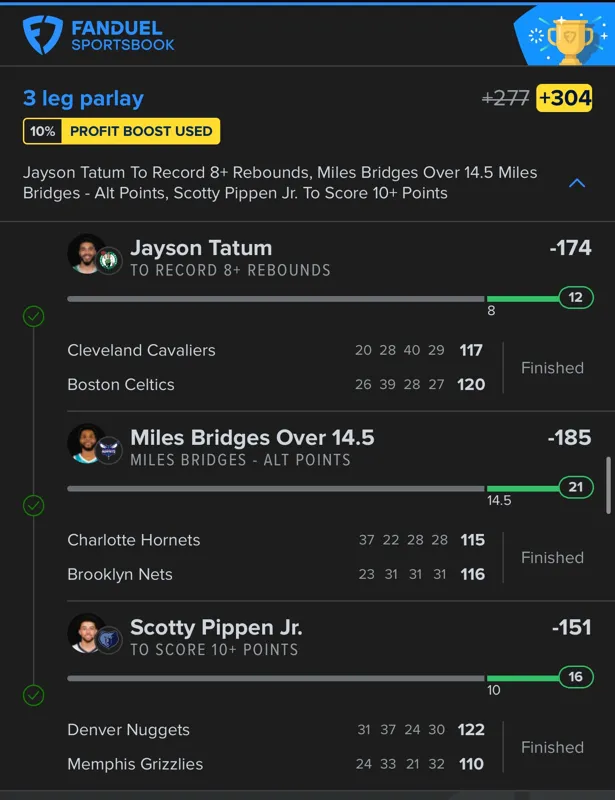 FANDUEL
SPORTSBOOK
3 leg parlay +277 +304
10% PROFIT BOOST USED
Jayson Tatum To Record 8+ Rebounds, Miles Bridges Over 14.5 Miles
Bridges - Alt Points, Scotty Pippen Jr. To Score 10+ Points
Jayson Tatum -174
TO RECORD 8+ REBOUNDS
12
8
Cleveland Cavaliers 20 28 40 29 117
Finished
Boston Celtics 26 39 28 27 120
Miles Bridges Over 14.5 -185
MILES BRIDGES - ALT POINTS
21
14.5
Charlotte Hornets 37 22 28 28 115
Finished
Brooklyn Nets 23 31 31 31 116
Scotty Pippen Jr. -151
TO SCORE 10+ POINTS
16
10
Denver Nuggets 31 37 24 30 122
Finished
Memphis Grizzlies 24 33 21 32 110